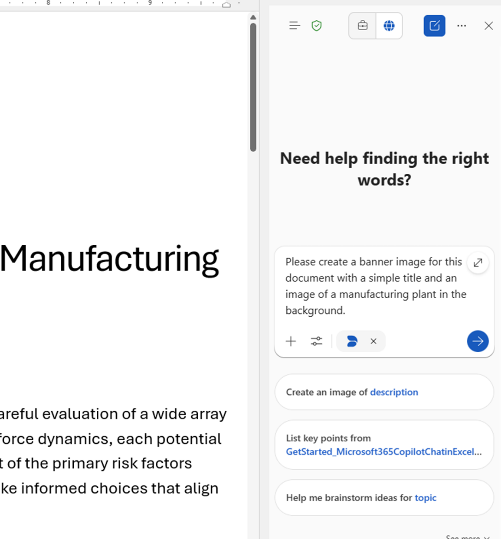 8
9
Manufacturing
areful evaluation of a wide array
force dynamics, each potential
t of the primary risk factors
ke informed choices that align
Need help finding the right
words?
Please create a banner image for this
document with a simple title and an
image of a manufacturing plant in the
background.
Create an image of description
List key points from
GetStarted_Microsoft365CopilotChatinExcel...
Help me brainstorm ideas for topic
See more